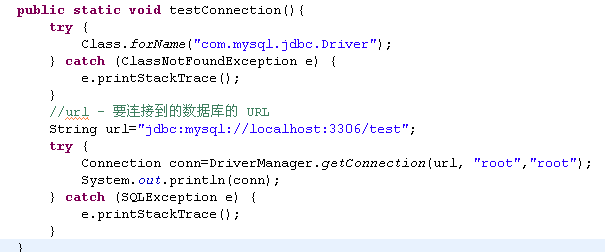 public static void testConnection(){
try {
Class.forName("com.mysql.jdbc.Driver");
} catch (ClassNotFoundException e) {
e.printStackTrace();
}
//url - 要连接到的数据库的 URL
String url="jdbc:mysql://localhost:3306/test";
try {
Connection conn=DriverManager.getConnection(url, "root","root");
System.out.println(conn);
} catch (SQLException e) {
e.printStackTrace();
}
}